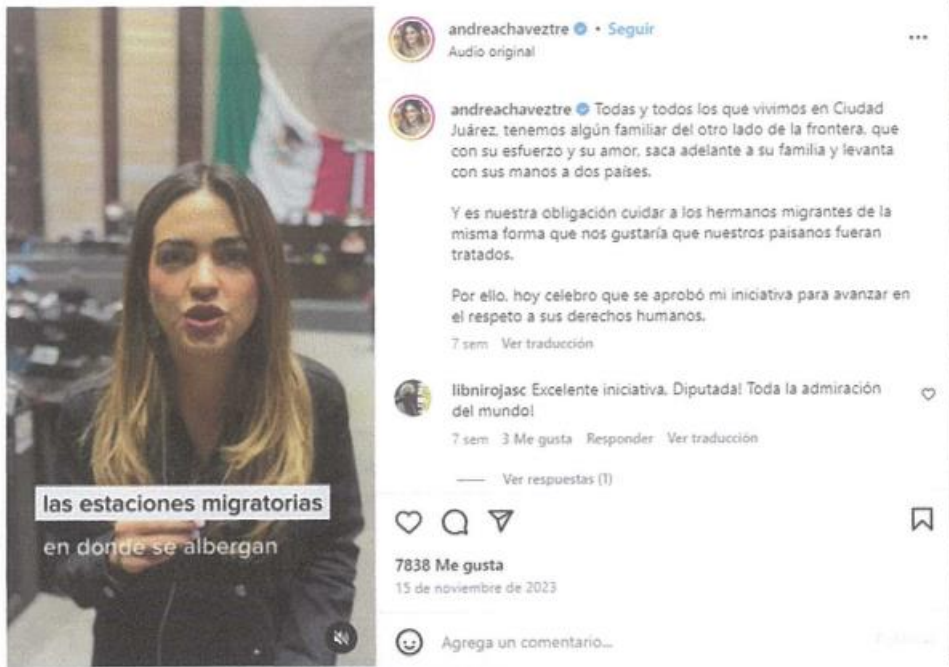 andreachaveztre • Seguir
Audio original
andreachaveztre Todas y todos los que vivimos en Ciudad
Juárez, tenemos algún familiar del otro lado de la frontera, que
con su esfuerzo y su amor, saca adelante a su familia y levanta
con sus manos a dos países.
Y es nuestra obligación cuidar a los hermanos migrantes de la
misma forma que nos gustaría que nuestros paisanos fueran
tratados.
Por ello, hoy celebro que se aprobó mi iniciativa para avanzar en
el respeto a sus derechos humanos.
7 sem Ver traducción
libnirojasc Excelente iniciativa, Diputada! Toda la admiración
del mundo!
7 sem 3 Me gusta Responder Ver traducción
Ver respuestas (1)
las estaciones migratorias
en donde se albergan
7838 Me gusta
15 de noviembre de 2023
Agrega un comentario...